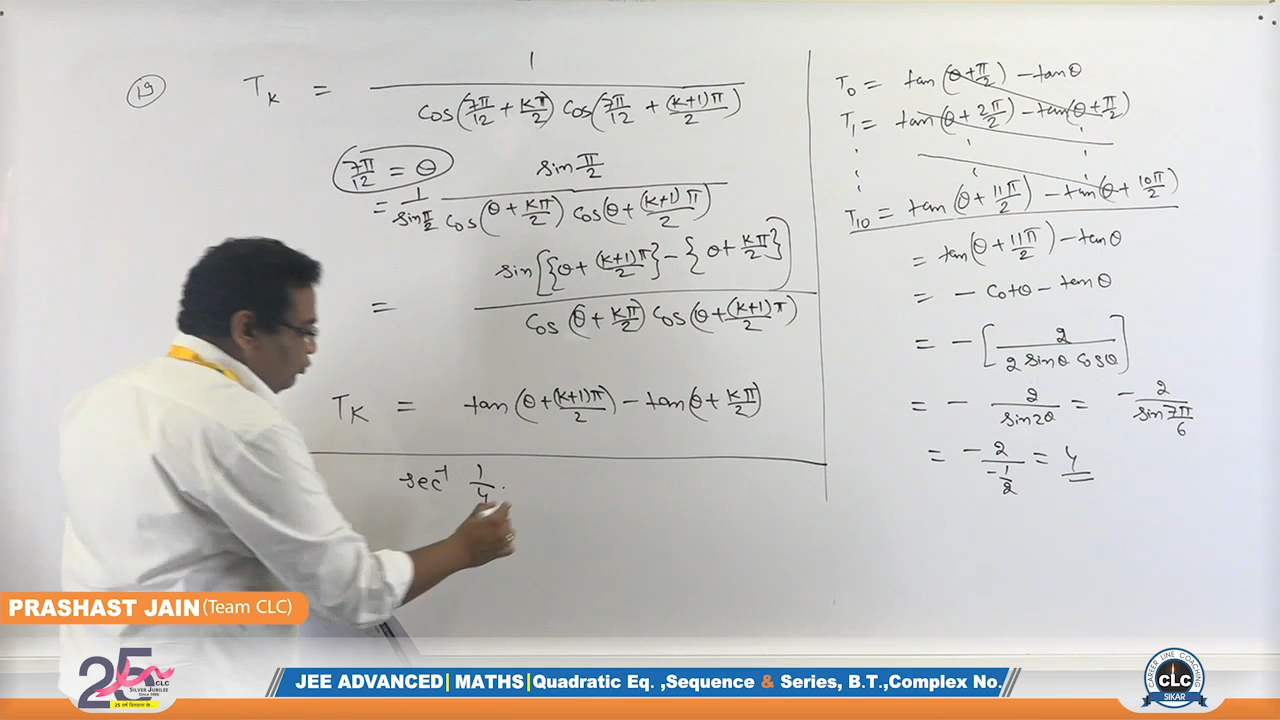 19
T_K = 1 / cos(7π/12 + kπ/2) cos(7π/12 + (k+1)π/2)
7π/12 = θ
= 1/sin π/2 · sin π/2 / cos(θ + kπ/2) cos(θ + (k+1)π/2)
= sin[{θ + (k+1)π/2} - {θ + kπ/2}] / cos(θ + kπ/2) cos(θ + (k+1)π/2)
T_K = tan(θ + (k+1)π/2) - tan(θ + kπ/2)
sec⁻¹ 1/4
T_0 = tan(θ + π/2) - tan θ
T_1 = tan(θ + 2π/2) - tan(θ + π/2)
T_10 = tan(θ + 11π/2) - tan(θ + 10π/2)
= tan(θ + 11π/2) - tan θ
= - cot θ - tan θ
= - [2 / 2 sin θ cos θ]
= - 2 / sin 2θ = - 2 / sin 7π/6
= - 2 / -1/2 = 4
PRASHAST JAIN (Team CLC)
25 CLC
SILVER JUBILEE
Since 1996
JEE ADVANCED| MATHS|Quadratic Eq. ,Sequence & Series, B.T.,Complex No.
CAREER LINE COACHING
CLC
SIKAR